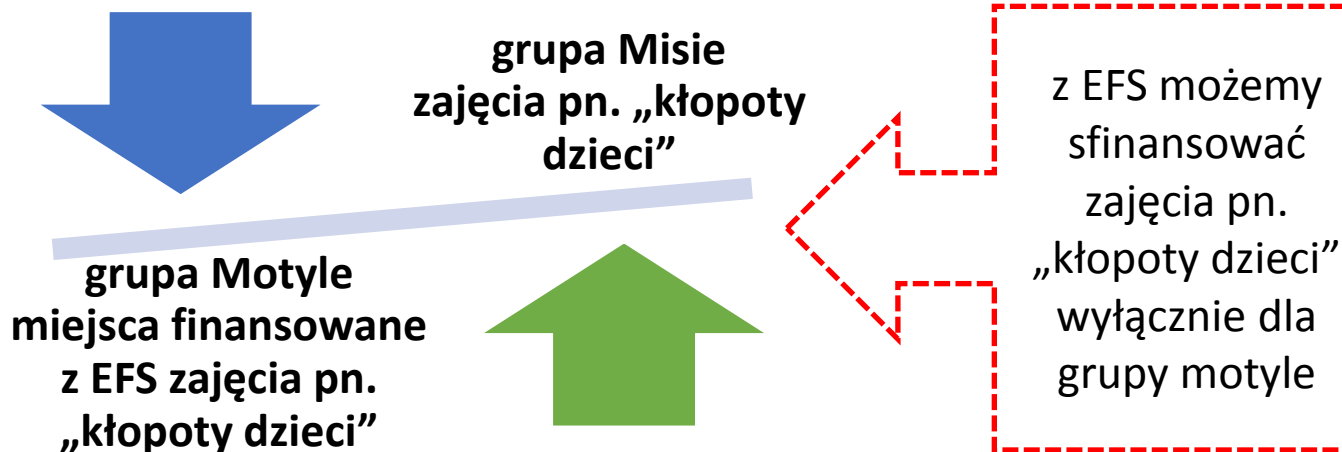 grupa Misie
zajęcia pn. „kłopoty
dzieci”
grupa Motyle
miejsca finansowane
z EFS zajęcia pn.
„kłopoty dzieci”
z EFS możemy
sfinansować
zajęcia pn.
„kłopoty dzieci”
wyłącznie dla
grupy motyle